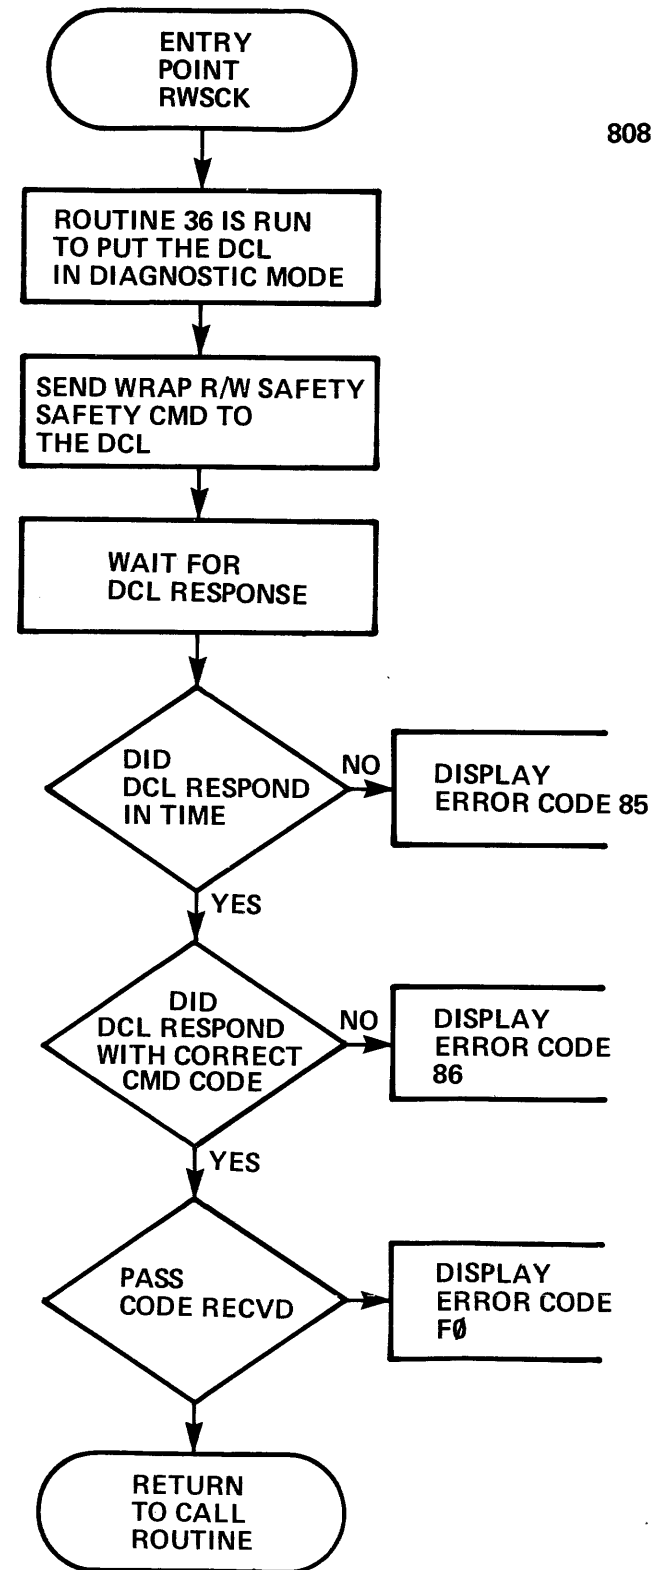 ENTRY
POINT
RWSCK
808
ROUTINE 36 IS RUN
TO PUT THE DCL
IN DIAGNOSTIC MODE
SEND WRAP R/W SAFETY
SAFETY CMD TO
THE DCL
WAIT FOR
DCL RESPONSE
DID
DCL RESPOND
IN TIME
NO
DISPLAY
ERROR CODE 85
YES
DID
DCL RESPOND
WITH CORRECT
CMD CODE
NO
DISPLAY
ERROR CODE
86
YES
PASS
CODE RECVD
DISPLAY
ERROR CODE
FØ
RETURN
TO CALL
ROUTINE